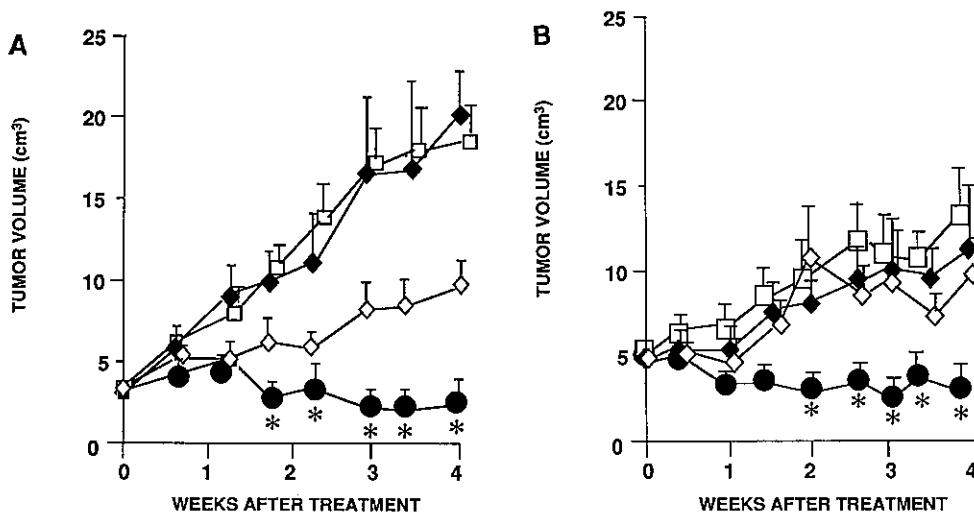 A
B
TUMOR VOLUME (cm³)
25
20
15
10
5
0
* * * * *
0 1 2 3 4
WEEKS AFTER TREATMENT
TUMOR VOLUME (cm³)
25
20
15
10
5
0
* * * * *
0 1 2 3 4
WEEKS AFTER TREATMENT